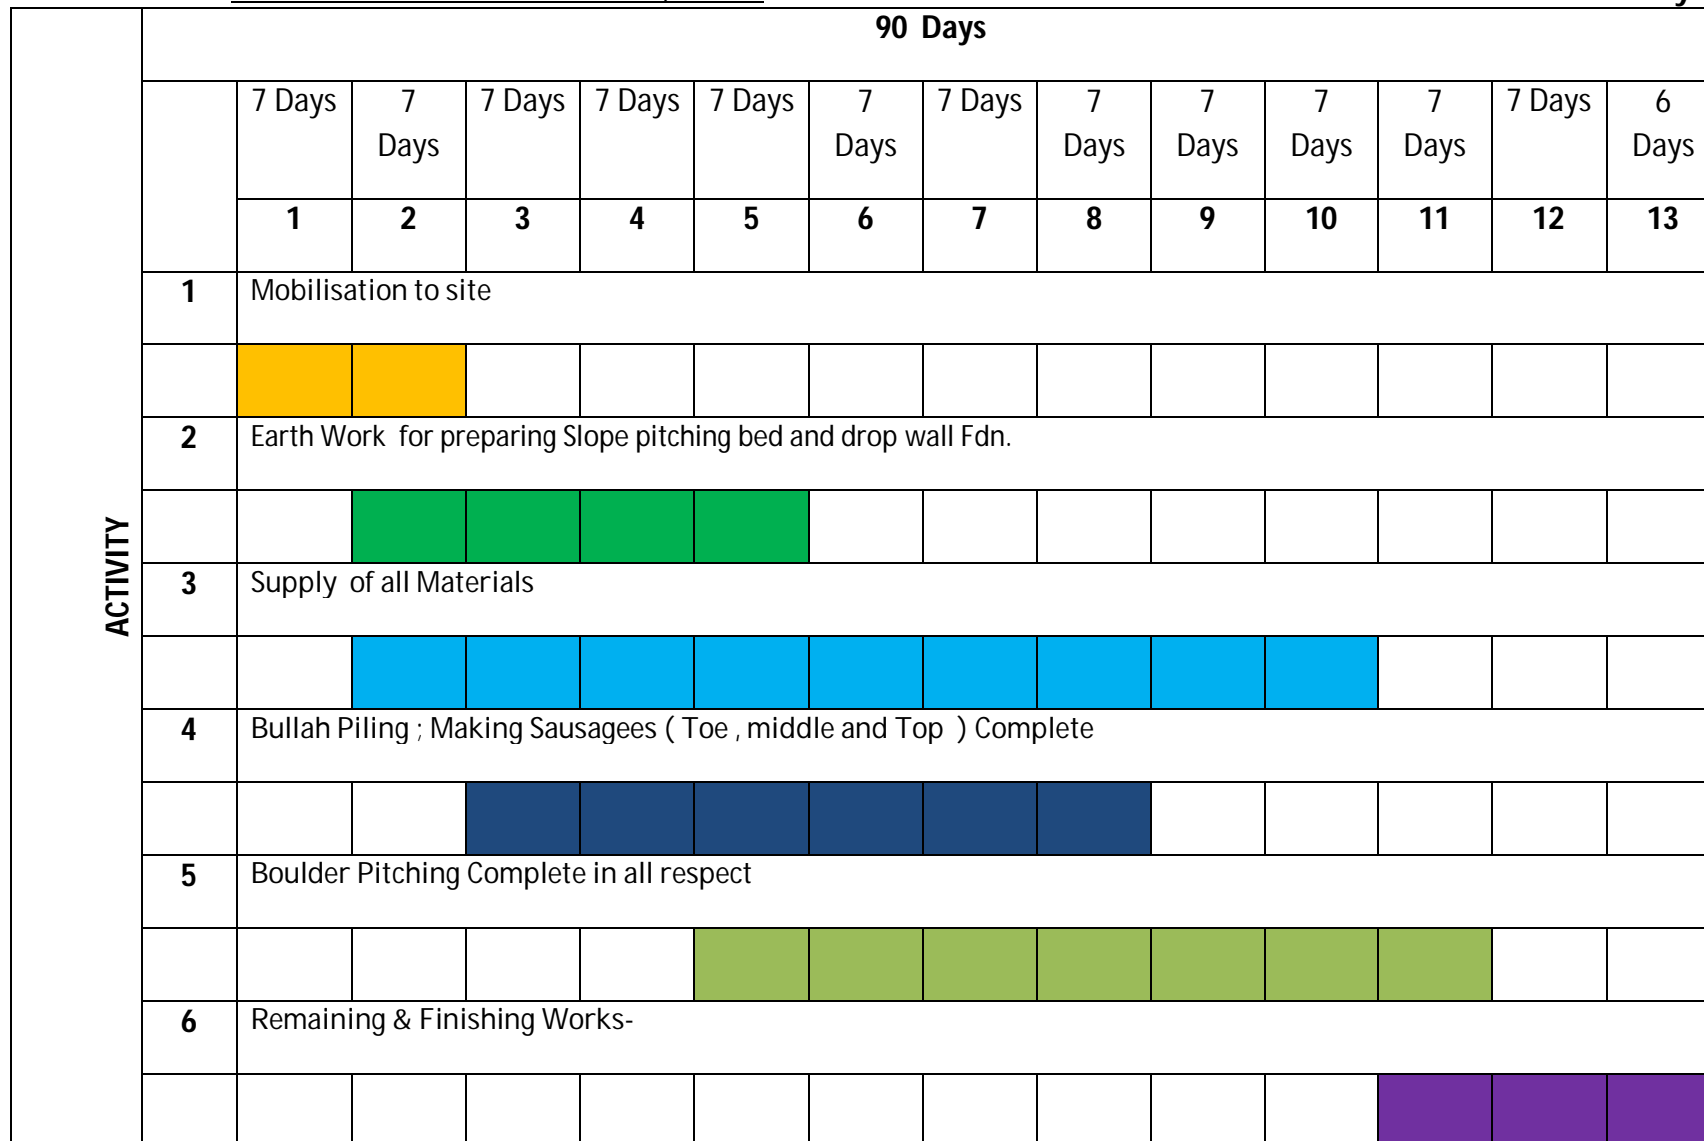 90 Days
7 Days 7 Days 7 Days 7 Days 7 Days 7 Days 7 Days 7 Days 7 Days 7 Days 7 Days 7 Days 6 Days
1 2 3 4 5 6 7 8 9 10 11 12 13
ACTIVITY
1 Mobilisation to site
2 Earth Work for preparing Slope pitching bed and drop wall Fdn.
3 Supply of all Materials
4 Bullah Piling ; Making Sausagees ( Toe , middle and Top ) Complete
5 Boulder Pitching Complete in all respect
6 Remaining & Finishing Works-